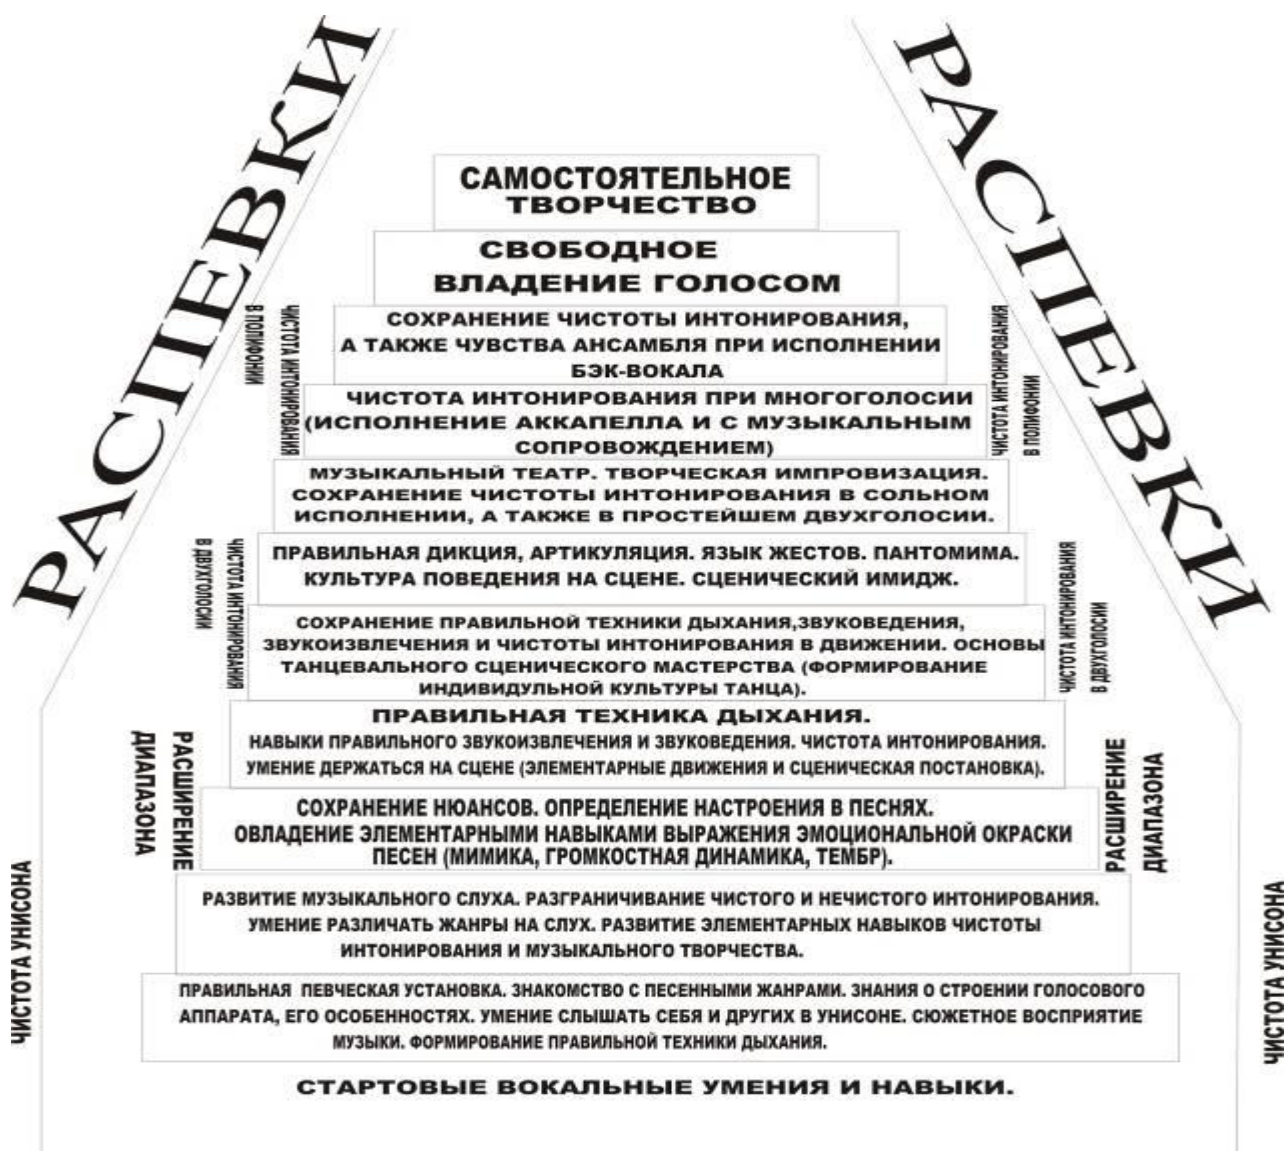 РАСПЕВКИ
РАСПЕВКИ
САМОСТОЯТЕЛЬНОЕ
ТВОРЧЕСТВО
СВОБОДНОЕ
ВЛАДЕНИЕ ГОЛОСОМ
ЧИСТОТА ИНТОНИРОВАНИЯ
В ПОЛИФОНИИ
СОХРАНЕНИЕ ЧИСТОТЫ ИНТОНИРОВАНИЯ,
А ТАКЖЕ ЧУВСТВА АНСАМБЛЯ ПРИ ИСПОЛНЕНИИ
БЭК-ВОКАЛА
ЧИСТОТА ИНТОНИРОВАНИЯ
В ПОЛИФОНИИ
ЧИСТОТА ИНТОНИРОВАНИЯ ПРИ МНОГОГОЛОСИИ
(ИСПОЛНЕНИЕ АККАПЕЛЛА И С МУЗЫКАЛЬНЫМ
СОПРОВОЖДЕНИЕМ)
МУЗЫКАЛЬНЫЙ ТЕАТР. ТВОРЧЕСКАЯ ИМПРОВИЗАЦИЯ.
СОХРАНЕНИЕ ЧИСТОТЫ ИНТОНИРОВАНИЯ В СОЛЬНОМ
ИСПОЛНЕНИИ, А ТАКЖЕ В ПРОСТЕЙШЕМ ДВУХГОЛОСИИ.
ЧИСТОТА ИНТОНИРОВАНИЯ
В ДВУХГОЛОСИИ
ПРАВИЛЬНАЯ ДИКЦИЯ, АРТИКУЛЯЦИЯ. ЯЗЫК ЖЕСТОВ. ПАНТОМИМА.
КУЛЬТУРА ПОВЕДЕНИЯ НА СЦЕНЕ. СЦЕНИЧЕСКИЙ ИМИДЖ.
ЧИСТОТА ИНТОНИРОВАНИЯ
В ДВУХГОЛОСИИ
СОХРАНЕНИЕ ПРАВИЛЬНОЙ ТЕХНИКИ ДЫХАНИЯ,ЗВУКОВЕДЕНИЯ,
ЗВУКОИЗВЛЕЧЕНИЯ И ЧИСТОТЫ ИНТОНИРОВАНИЯ В ДВИЖЕНИИ. ОСНОВЫ
ТАНЦЕВАЛЬНОГО СЦЕНИЧЕСКОГО МАСТЕРСТВА (ФОРМИРОВАНИЕ
ИНДИВИДУЛЬНОЙ КУЛЬТУРЫ ТАНЦА).
ПРАВИЛЬНАЯ ТЕХНИКА ДЫХАНИЯ.
НАВЫКИ ПРАВИЛЬНОГО ЗВУКОИЗВЛЕЧЕНИЯ И ЗВУКОВЕДЕНИЯ. ЧИСТОТА ИНТОНИРОВАНИЯ.
УМЕНИЕ ДЕРЖАТЬСЯ НА СЦЕНЕ (ЭЛЕМЕНТАРНЫЕ ДВИЖЕНИЯ И СЦЕНИЧЕСКАЯ ПОСТАНОВКА).
РАСШИРЕНИЕ
ДИАПАЗОНА
СОХРАНЕНИЕ НЮАНСОВ. ОПРЕДЕЛЕНИЕ НАСТРОЕНИЯ В ПЕСНЯХ.
ОВЛАДЕНИЕ ЭЛЕМЕНТАРНЫМИ НАВЫКАМИ ВЫРАЖЕНИЯ ЭМОЦИОНАЛЬНОЙ ОКРАСКИ
ПЕСЕН (МИМИКА, ГРОМКОСТНАЯ ДИНАМИКА, ТЕМБР).
РАСШИРЕНИЕ
ДИАПАЗОНА
РАЗВИТИЕ МУЗЫКАЛЬНОГО СЛУХА. РАЗГРАНИЧИВАНИЕ ЧИСТОГО И НЕЧИСТОГО ИНТОНИРОВАНИЯ.
УМЕНИЕ РАЗЛИЧАТЬ ЖАНРЫ НА СЛУХ. РАЗВИТИЕ ЭЛЕМЕНТАРНЫХ НАВЫКОВ ЧИСТОТЫ
ИНТОНИРОВАНИЯ И МУЗЫКАЛЬНОГО ТВОРЧЕСТВА.
ЧИСТОТА УНИСОНА
ПРАВИЛЬНАЯ ПЕВЧЕСКАЯ УСТАНОВКА. ЗНАКОМСТВО С ПЕСЕННЫМИ ЖАНРАМИ. ЗНАНИЯ О СТРОЕНИИ ГОЛОСОВОГО
АППАРАТА, ЕГО ОСОБЕННОСТЯХ. УМЕНИЕ СЛЫШАТЬ СЕБЯ И ДРУГИХ В УНИСОНЕ. СЮЖЕТНОЕ ВОСПРИЯТИЕ
МУЗЫКИ. ФОРМИРОВАНИЕ ПРАВИЛЬНОЙ ТЕХНИКИ ДЫХАНИЯ.
ЧИСТОТА УНИСОНА
СТАРТОВЫЕ ВОКАЛЬНЫЕ УМЕНИЯ И НАВЫКИ.